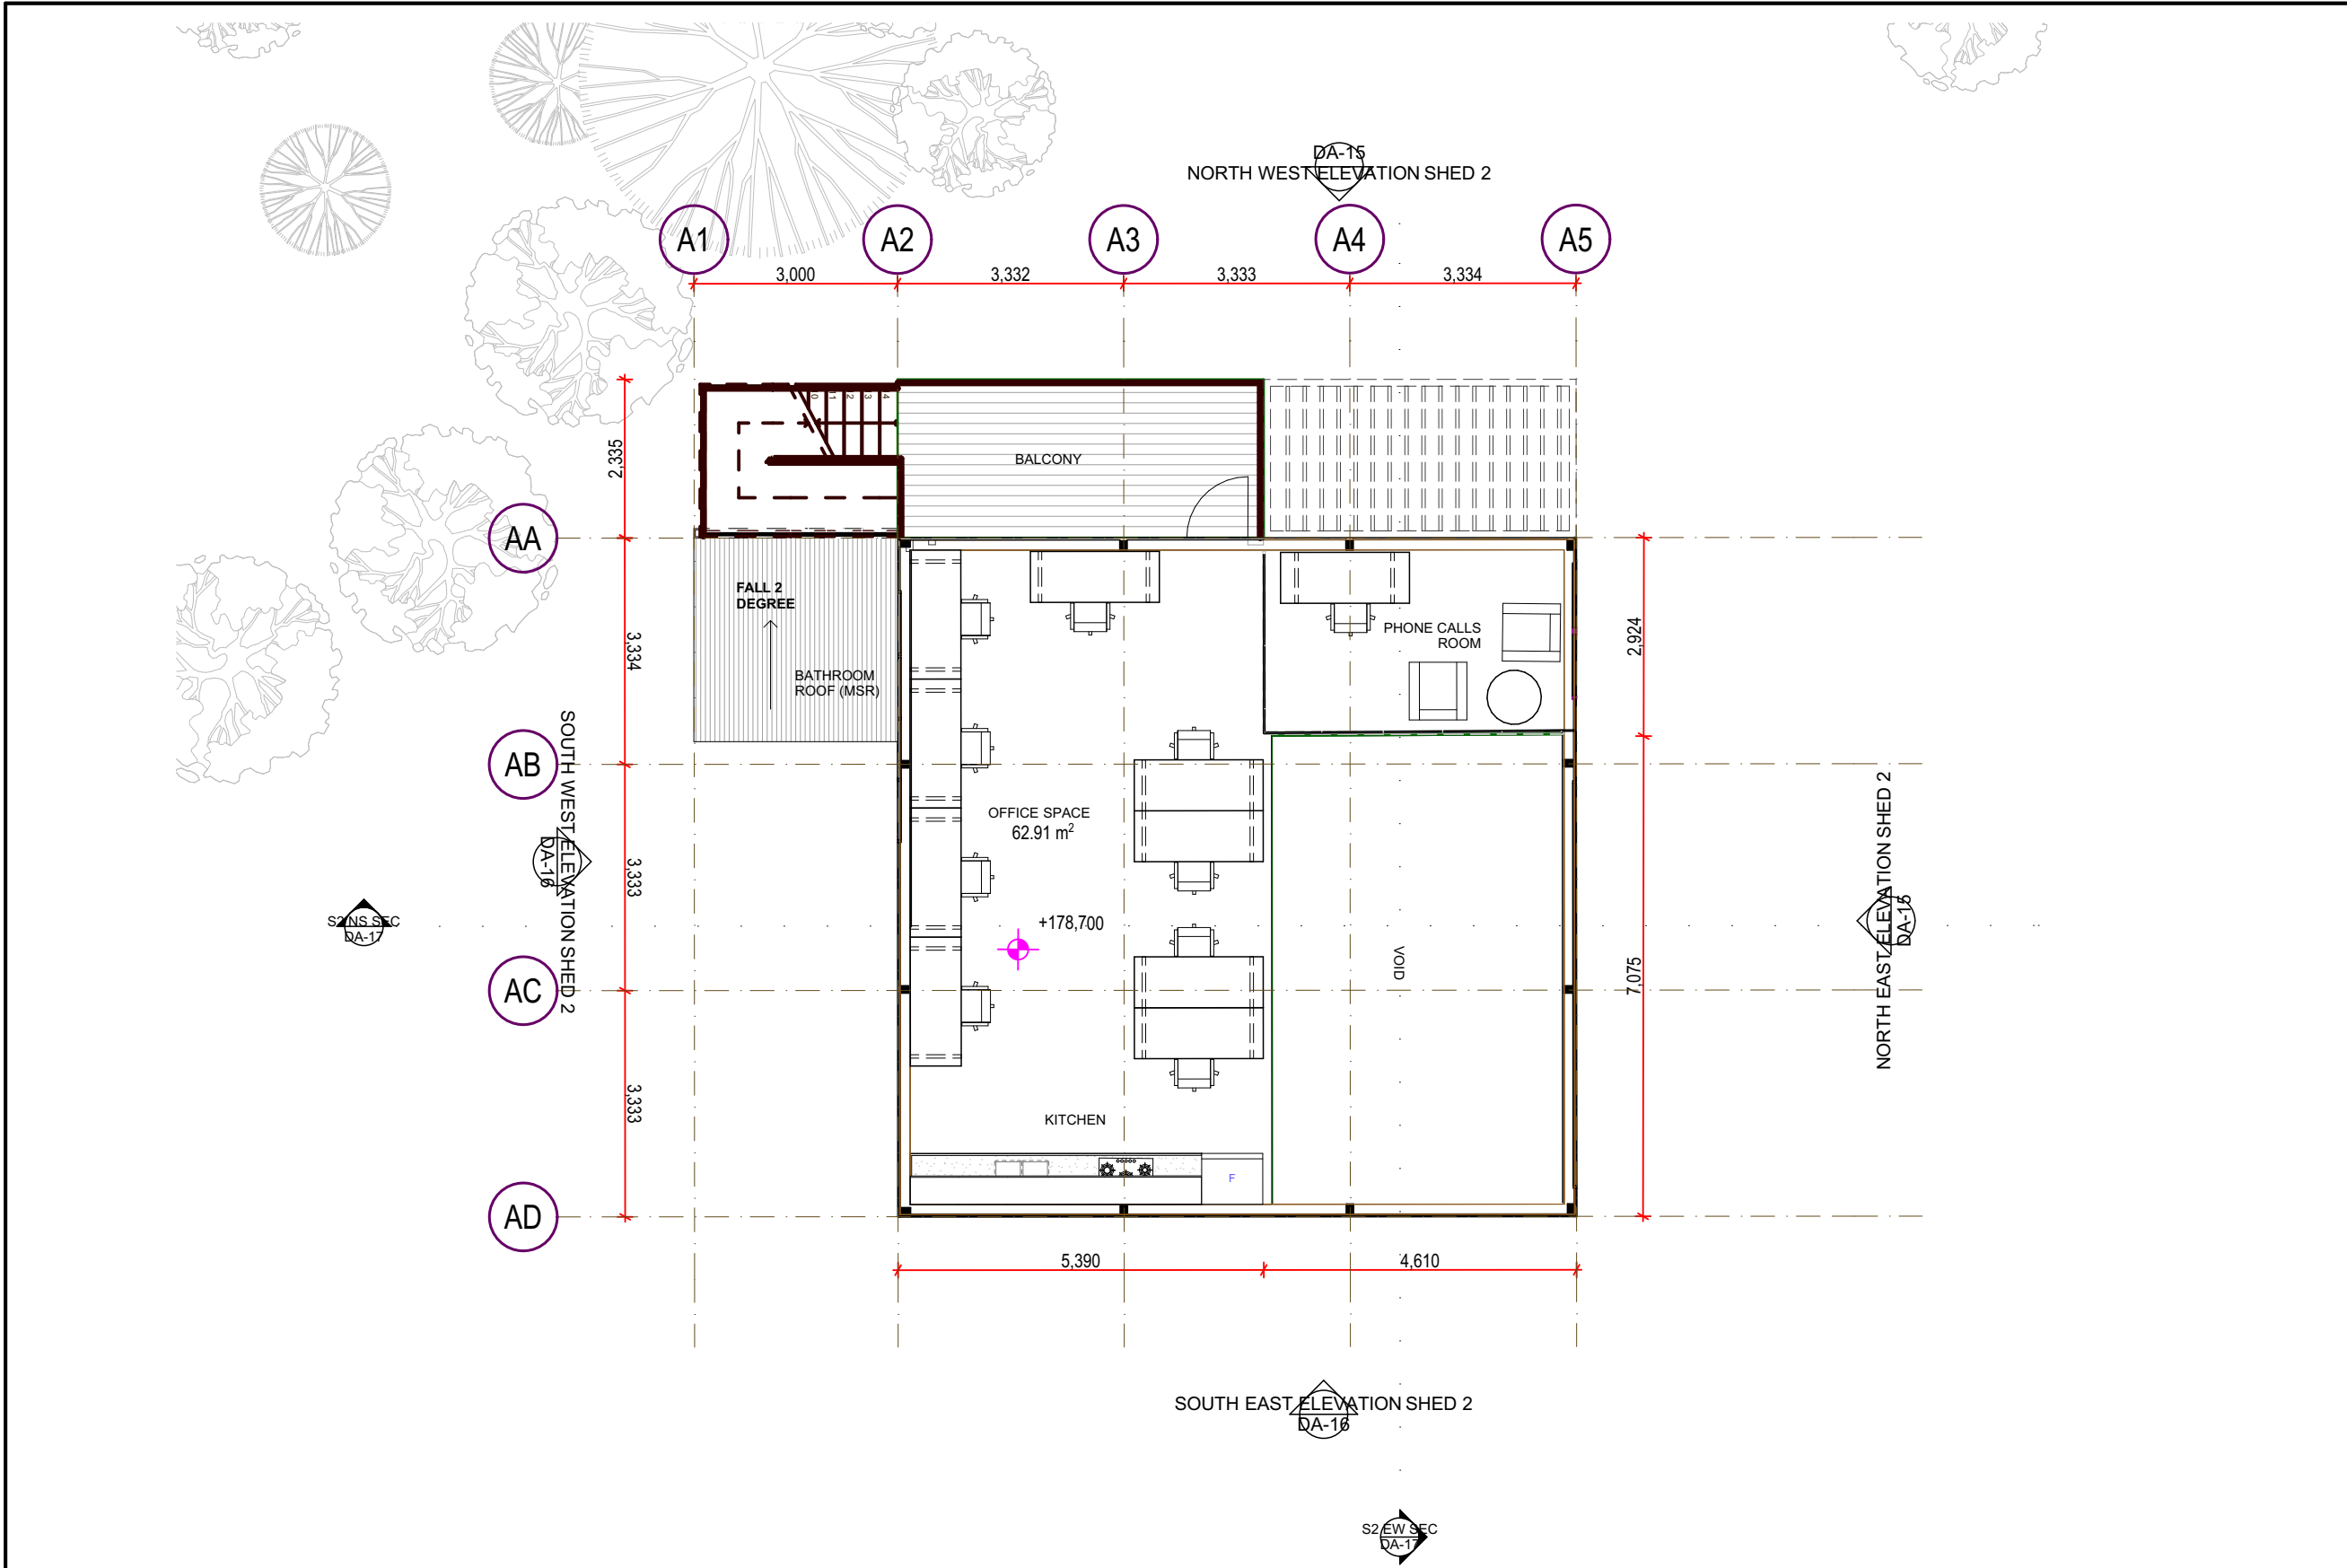 DA-15
NORTH WEST ELEVATION SHED 2
A1
A2
A3
A4
A5
3,000
3,332
3,333
3,334
2,335
BALCONY
AA
FALL 2
DEGREE
BATHROOM
ROOF (MSR)
3,334
PHONE CALLS
ROOM
2,924
SOUTH WEST ELEVATION SHED 2
DA-16
AB
OFFICE SPACE
62.91 m²
3,333
NORTH EAST ELEVATION SHED 2
DA-15
S2 NS SEC
DA-17
+178,700
VOID
7,075
AC
3,333
KITCHEN
F
AD
5,390
4,610
SOUTH EAST ELEVATION SHED 2
DA-16
S2 EW SEC
DA-17